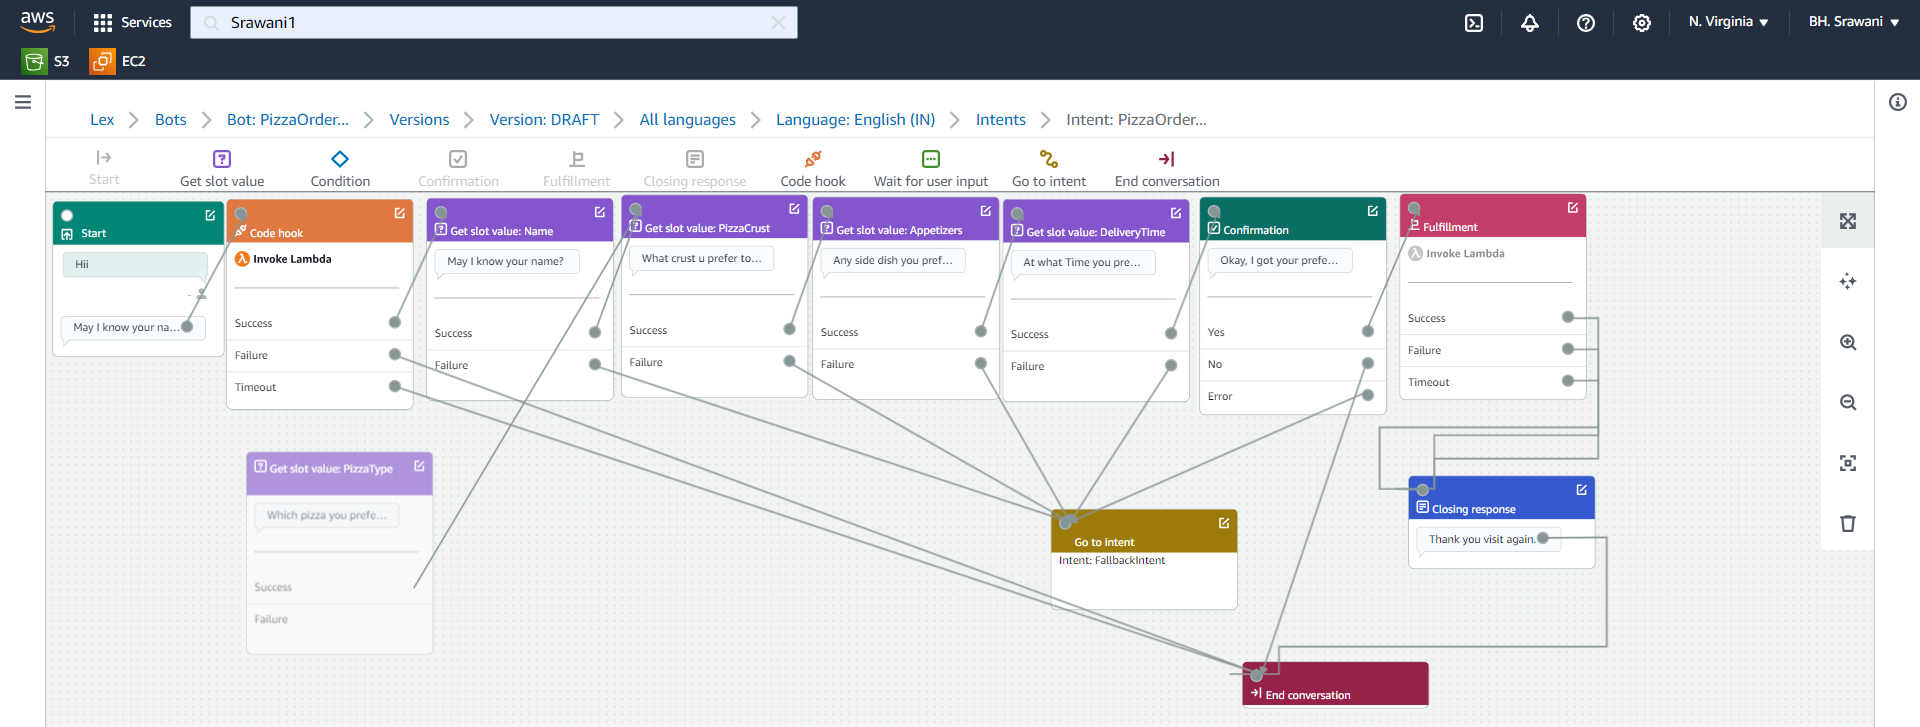 aws
Services
Srawani1
N. Virginia
BH. Srawani
S3
EC2
Lex
Bots
Bot: PizzaOrder...
Versions
Version: DRAFT
All languages
Language: English (IN)
Intents
Intent: PizzaOrder...
Start
Get slot value
Condition
Confirmation
Fulfillment
Closing response
Code hook
Wait for user input
Go to intent
End conversation
Start
Hii
-
May I know your na...
Code hook
Invoke Lambda
Success
Failure
Timeout
Get slot value: Name
May I know your name?
Success
Failure
Get slot value: PizzaCrust
What crust u prefer to...
Success
Failure
Get slot value: Appetizers
Any side dish you pref...
Success
Failure
Get slot value: DeliveryTime
At what Time you pre...
Success
Failure
Confirmation
Okay, I got your prefe...
Yes
No
Error
Fulfillment
Invoke Lambda
Success
Failure
Timeout
Get slot value: PizzaType
Which pizza you prefe...
Success
Failure
Go to intent
Intent: FallbackIntent
Closing response
Thank you visit again.
End conversation